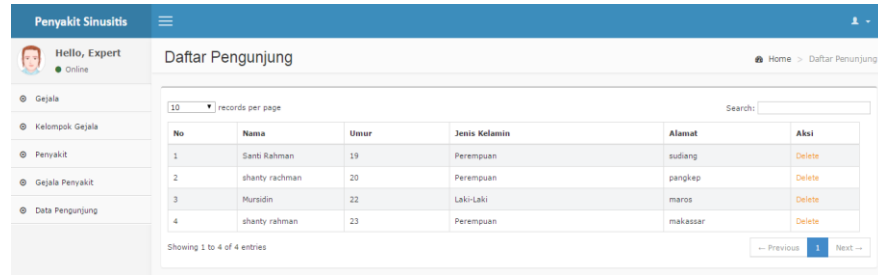 Penyakit Sinusitis
Hello, Expert
Online
Gejala
Kelompok Gejala
Penyakit
Gejala Penyakit
Data Pengunjung
Daftar Pengunjung
Home > Daftar Penunjung
10 records per page
Search:
No Nama Umur Jenis Kelamin Alamat Aksi
1 Santi Rahman 19 Perempuan sudiang Delete
2 shanty rachman 20 Perempuan pangkep Delete
3 Mursidin 22 Laki-Laki maros Delete
4 shanty rahman 23 Perempuan makassar Delete
Showing 1 to 4 of 4 entries
← Previous 1 Next →